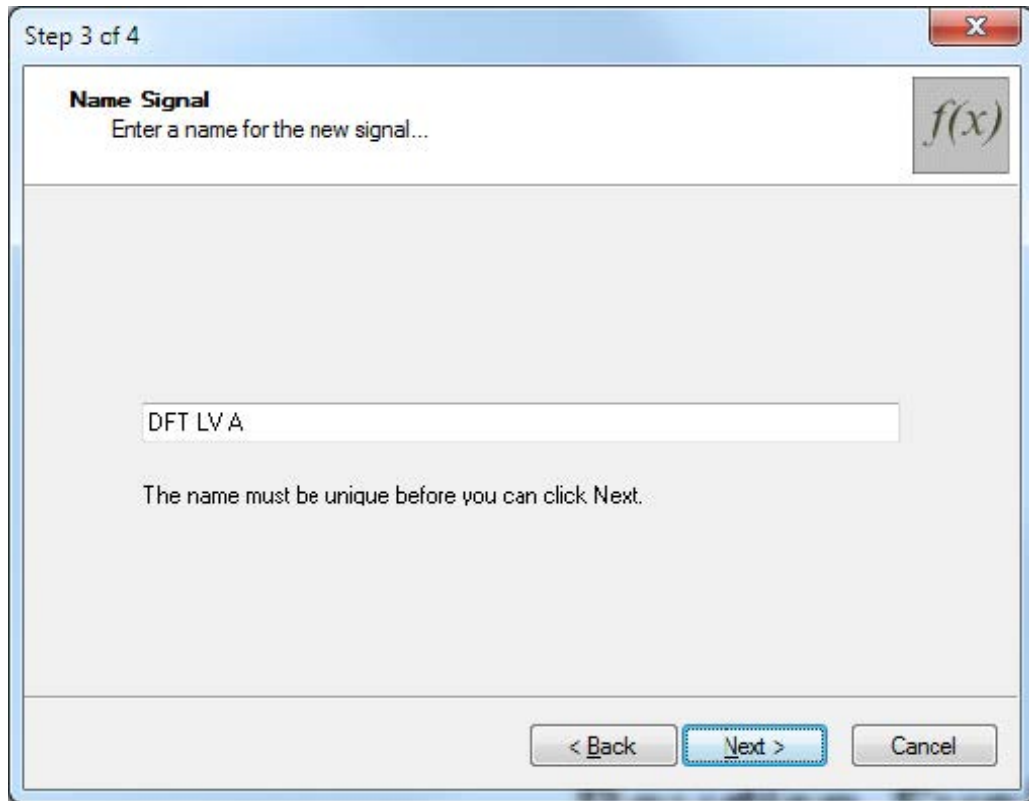 Step 3 of 4
Name Signal
Enter a name for the new signal...
f(x)
DFT LV A
The name must be unique before you can click Next.
< Back
Next >
Cancel